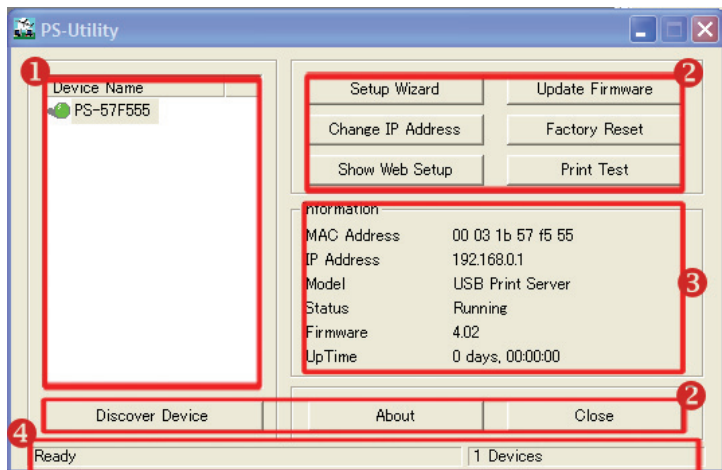 PS-Utility
1
2
Device Name
PS-57F555
Setup Wizard Update Firmware
Change IP Address Factory Reset
Show Web Setup Print Test
Information
MAC Address 00 03 1b 57 f5 55
IP Address 192.168.0.1
Model USB Print Server
3
Status Running
Firmware 4.02
UpTime 0 days, 00:00:00
2
Discover Device About Close
4
Ready 1 Devices